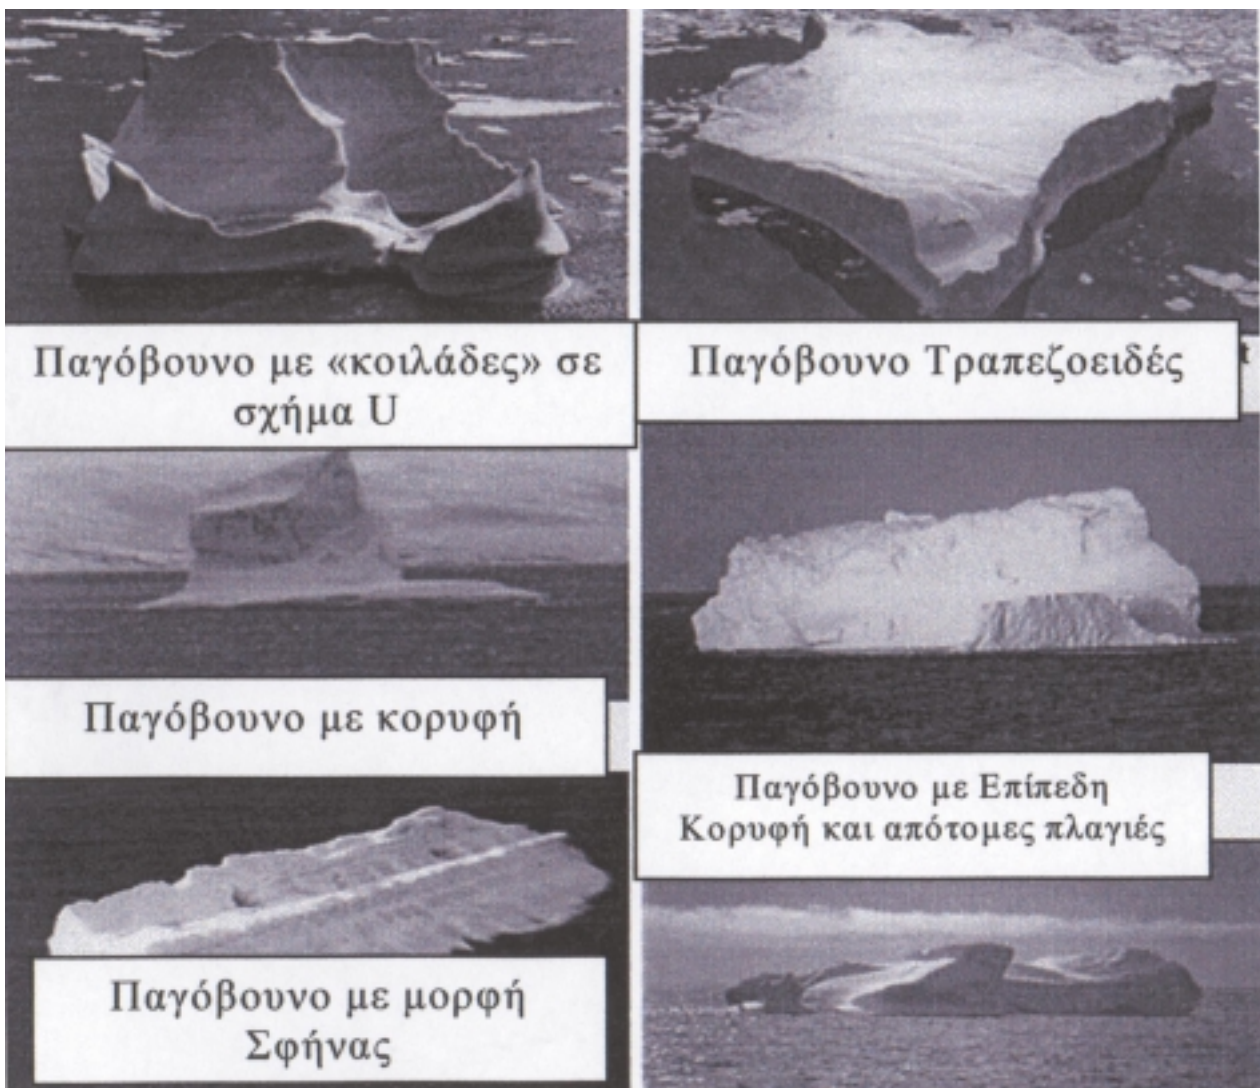 Παγόβουνο με «κοιλάδες» σε
σχήμα U
Παγόβουνο Τραπεζοειδές
Παγόβουνο με κορυφή
Παγόβουνο με Επίπεδη
Κορυφή και απότομες πλαγιές
Παγόβουνο με μορφή
Σφήνας